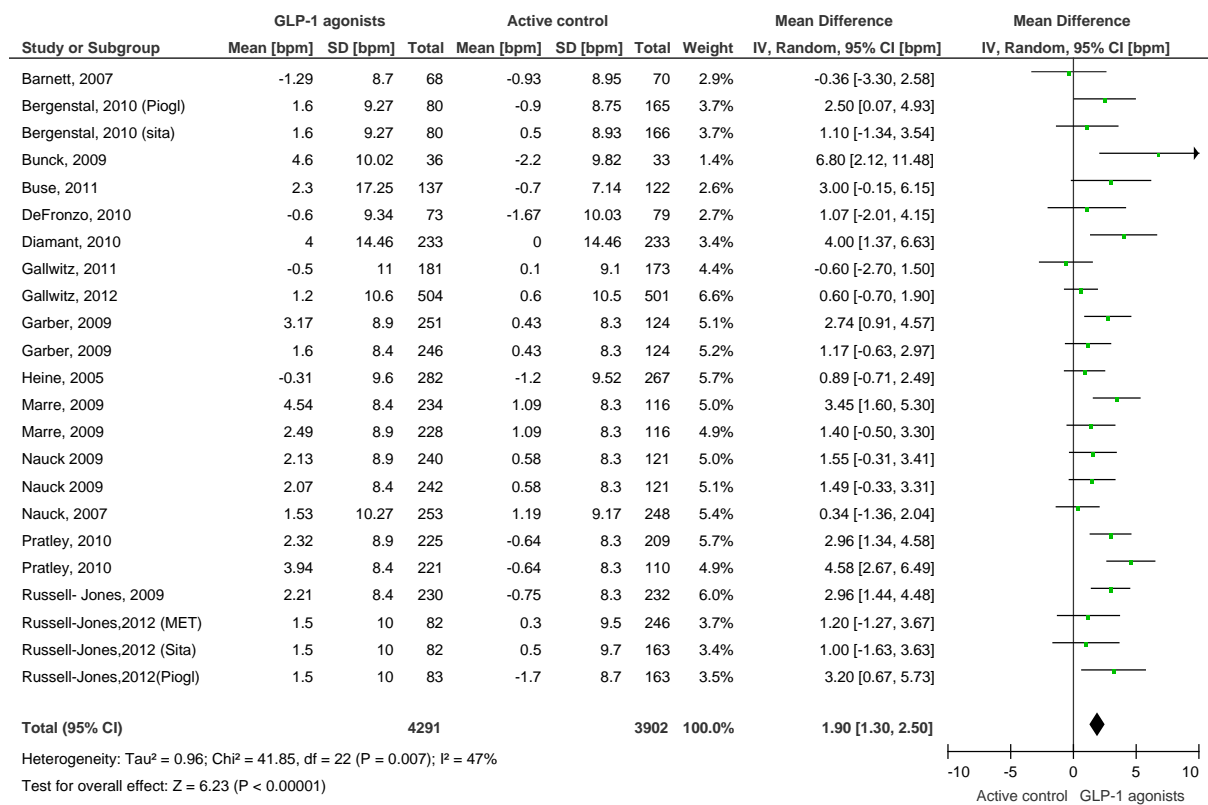 GLP-1 agonists Active control Mean Difference Mean Difference
Study or Subgroup Mean [bpm] SD [bpm] Total Mean [bpm] SD [bpm] Total Weight IV, Random, 95% CI [bpm] IV, Random, 95% CI [bpm]
Barnett, 2007 -1.29 8.7 68 -0.93 8.95 70 2.9% -0.36 [-3.30, 2.58]
Bergenstal, 2010 (Piogl) 1.6 9.27 80 -0.9 8.75 165 3.7% 2.50 [0.07, 4.93]
Bergenstal, 2010 (sita) 1.6 9.27 80 0.5 8.93 166 3.7% 1.10 [-1.34, 3.54]
Bunck, 2009 4.6 10.02 36 -2.2 9.82 33 1.4% 6.80 [2.12, 11.48]
Buse, 2011 2.3 17.25 137 -0.7 7.14 122 2.6% 3.00 [-0.15, 6.15]
DeFronzo, 2010 -0.6 9.34 73 -1.67 10.03 79 2.7% 1.07 [-2.01, 4.15]
Diamant, 2010 4 14.46 233 0 14.46 233 3.4% 4.00 [1.37, 6.63]
Gallwitz, 2011 -0.5 11 181 0.1 9.1 173 4.4% -0.60 [-2.70, 1.50]
Gallwitz, 2012 1.2 10.6 504 0.6 10.5 501 6.6% 0.60 [-0.70, 1.90]
Garber, 2009 3.17 8.9 251 0.43 8.3 124 5.1% 2.74 [0.91, 4.57]
Garber, 2009 1.6 8.4 246 0.43 8.3 124 5.2% 1.17 [-0.63, 2.97]
Heine, 2005 -0.31 9.6 282 -1.2 9.52 267 5.7% 0.89 [-0.71, 2.49]
Marre, 2009 4.54 8.4 234 1.09 8.3 116 5.0% 3.45 [1.60, 5.30]
Marre, 2009 2.49 8.9 228 1.09 8.3 116 4.9% 1.40 [-0.50, 3.30]
Nauck 2009 2.13 8.9 240 0.58 8.3 121 5.0% 1.55 [-0.31, 3.41]
Nauck 2009 2.07 8.4 242 0.58 8.3 121 5.1% 1.49 [-0.33, 3.31]
Nauck, 2007 1.53 10.27 253 1.19 9.17 248 5.4% 0.34 [-1.36, 2.04]
Pratley, 2010 2.32 8.9 225 -0.64 8.3 209 5.7% 2.96 [1.34, 4.58]
Pratley, 2010 3.94 8.4 221 -0.64 8.3 110 4.9% 4.58 [2.67, 6.49]
Russell- Jones, 2009 2.21 8.4 230 -0.75 8.3 232 6.0% 2.96 [1.44, 4.48]
Russell-Jones,2012 (MET) 1.5 10 82 0.3 9.5 246 3.7% 1.20 [-1.27, 3.67]
Russell-Jones,2012 (Sita) 1.5 10 82 0.5 9.7 163 3.4% 1.00 [-1.63, 3.63]
Russell-Jones,2012(Piogl) 1.5 10 83 -1.7 8.7 163 3.5% 3.20 [0.67, 5.73]
Total (95% CI) 4291 3902 100.0% 1.90 [1.30, 2.50]
Heterogeneity: Tau² = 0.96; Chi² = 41.85, df = 22 (P = 0.007); I² = 47%
Test for overall effect: Z = 6.23 (P < 0.00001)
-10 -5 0 5 10
Active control GLP-1 agonists